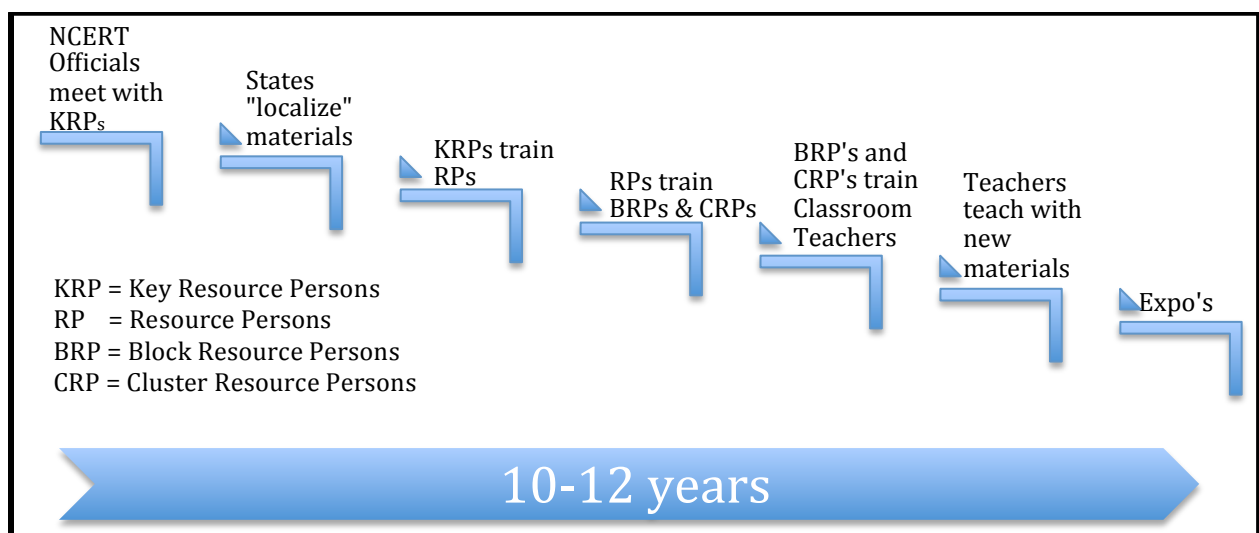 NCERT
Officials
meet with
KRPs
States
"localize"
materials
KRPs train
RPs
RPs train
BRPs & CRPs
BRP's and
CRP's train
Classroom
Teachers
Teachers
teach with
new
materials
Expo's
KRP = Key Resource Persons
RP = Resource Persons
BRP = Block Resource Persons
CRP = Cluster Resource Persons
10-12 years